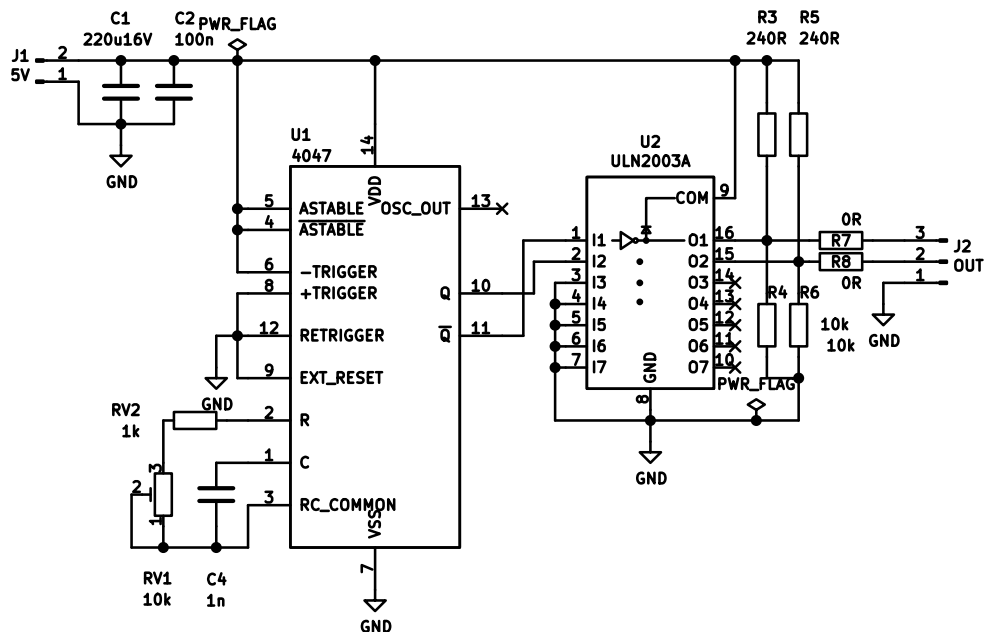 C1
220u16V
C2
100n
PWR_FLAG
R3
240R
R5
240R
J1
5V
2
1
GND
U1
4047
14
VDD
5 ASTABLE
OSC_OUT 13
4 ASTABLE
6 -TRIGGER
8 +TRIGGER
Q 10
12 RETRIGGER
Q 11
9 EXT_RESET
GND
2 R
1 C
3 RC_COMMON
VSS
7
GND
RV2
1k
3
2
1
RV1
10k
C4
1n
U2
ULN2003A
COM 9
1 I1
O1 16
2 I2
O2 15
3 I3
O3 14
4 I4
O4 13
5 I5
O5 12
6 I6
O6 11
7 I7
O7 10
GND
8
PWR_FLAG
GND
R4
10k
R6
10k
0R
R7
R8
0R
3
2
1
J2
OUT
GND